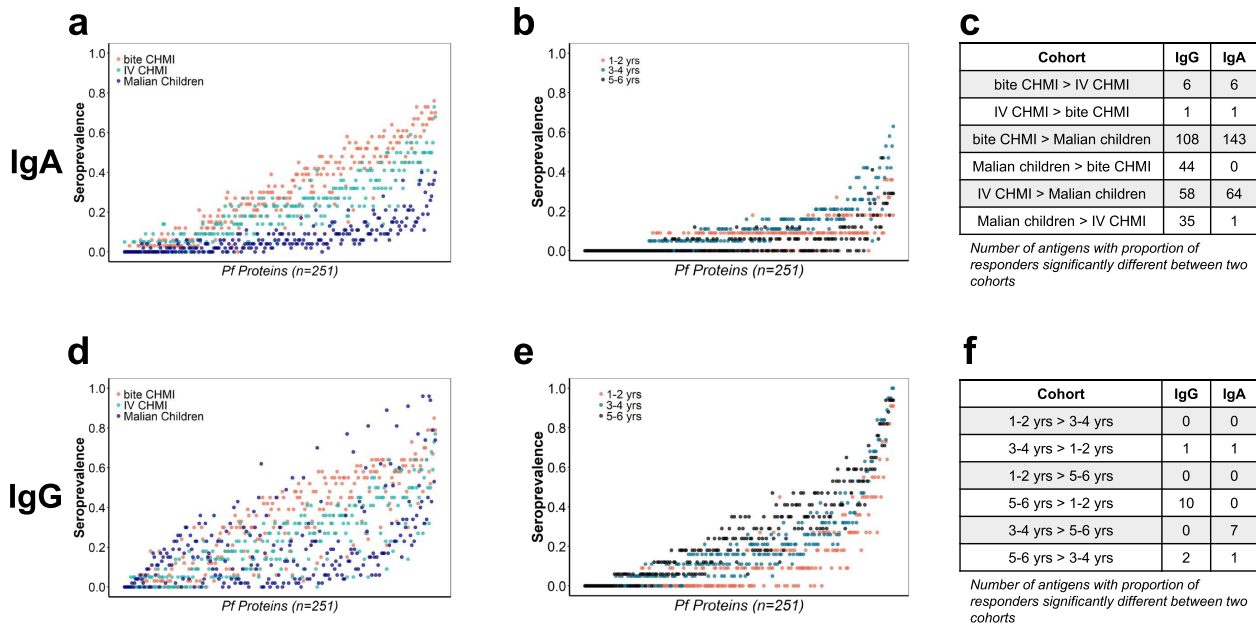 a
IgA
Seroprevalence
1.0
0.8
0.6
0.4
0.2
0.0
bite CHMI
IV CHMI
Malian Children
Pf Proteins (n=251)
b
Seroprevalence
1.0
0.8
0.6
0.4
0.2
0.0
1-2 yrs
3-4 yrs
5-6 yrs
Pf Proteins (n=251)
c
Cohort IgG IgA
bite CHMI > IV CHMI 6 6
IV CHMI > bite CHMI 1 1
bite CHMI > Malian children 108 143
Malian children > bite CHMI 44 0
IV CHMI > Malian children 58 64
Malian children > IV CHMI 35 1
Number of antigens with proportion of
responders significantly different between two
cohorts
d
IgG
Seroprevalence
1.0
0.8
0.6
0.4
0.2
0.0
bite CHMI
IV CHMI
Malian Children
Pf Proteins (n=251)
e
Seroprevalence
1.0
0.8
0.6
0.4
0.2
0.0
1-2 yrs
3-4 yrs
5-6 yrs
Pf Proteins (n=251)
f
Cohort IgG IgA
1-2 yrs > 3-4 yrs 0 0
3-4 yrs > 1-2 yrs 1 1
1-2 yrs > 5-6 yrs 0 0
5-6 yrs > 1-2 yrs 10 0
3-4 yrs > 5-6 yrs 0 7
5-6 yrs > 3-4 yrs 2 1
Number of antigens with proportion of
responders significantly different between two
cohorts